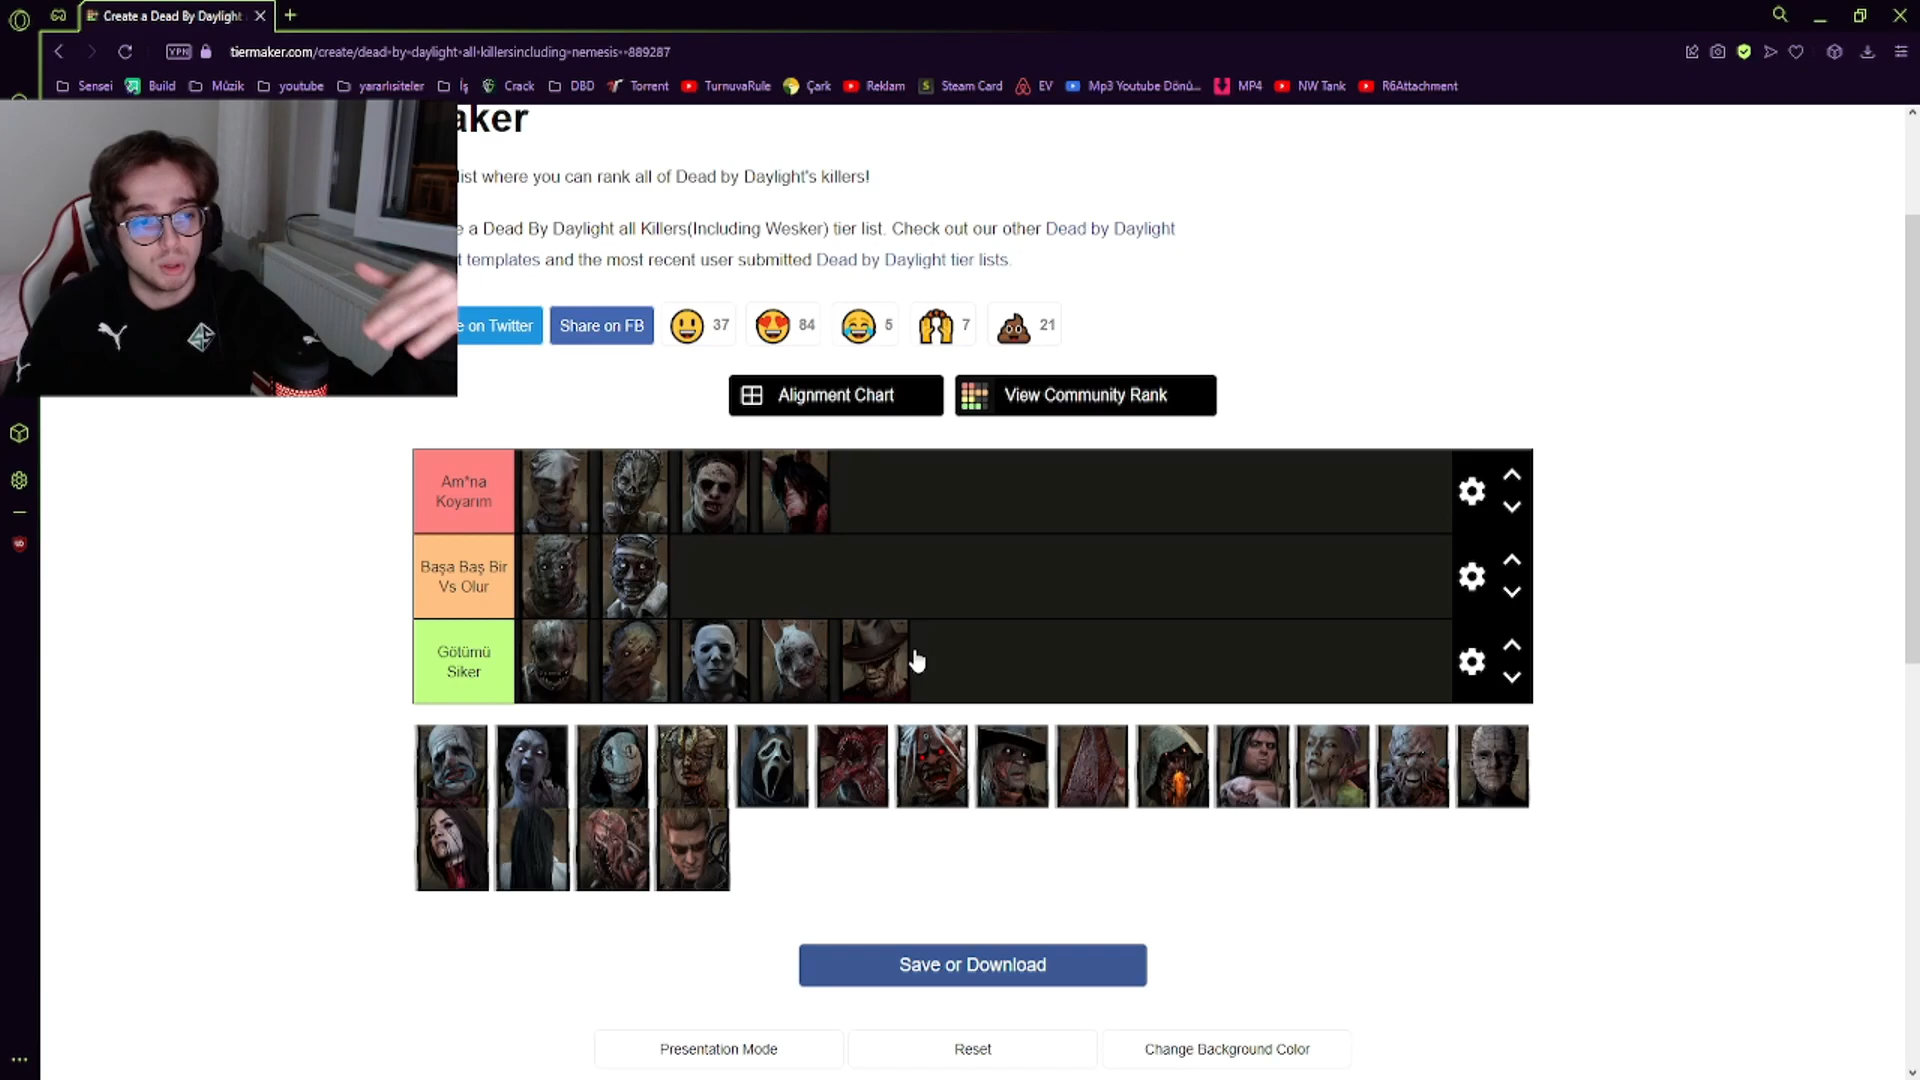 Create a Dead By Daylight
VPN
tiermaker.com/create/dead-by-daylight-all-killersincluding-nemesis--889287
Sensei
Build
Müzik
youtube
yararlısiteler
İş
Crack
DBD
Torrent
TurnuvaRule
Çark
Reklam
Steam Card
EV
Mp3 Youtube Dönü...
MP4
NW Tank
R6Attachment
aker
list where you can rank all of Dead by Daylight's killers!
e a Dead By Daylight all Killers(Including Wesker) tier list. Check out our other Dead by Daylight
t templates and the most recent user submitted Dead by Daylight tier lists.
e on Twitter
Share on FB
37
84
5
7
21
Alignment Chart
View Community Rank
Am*na
Koyarım
Başa Baş Bir
Vs Olur
Götümü
Siker
Save or Download
Presentation Mode
Reset
Change Background Color